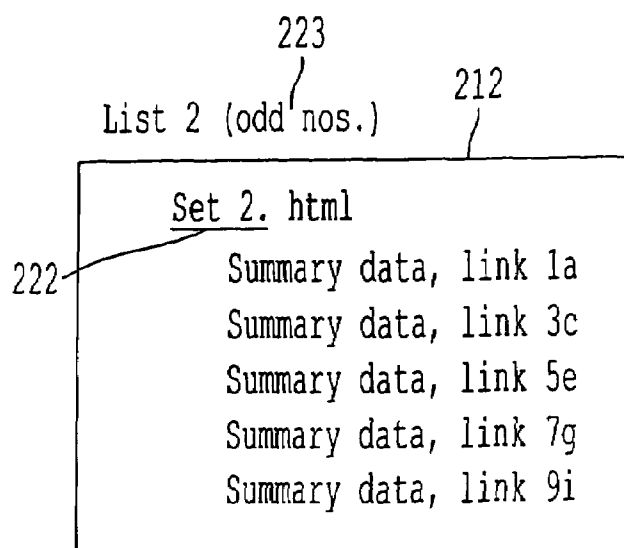 223
212
List 2 (odd nos.)
Set 2. html
222
Summary data, link 1a
Summary data, link 3c
Summary data, link 5e
Summary data, link 7g
Summary data, link 9i